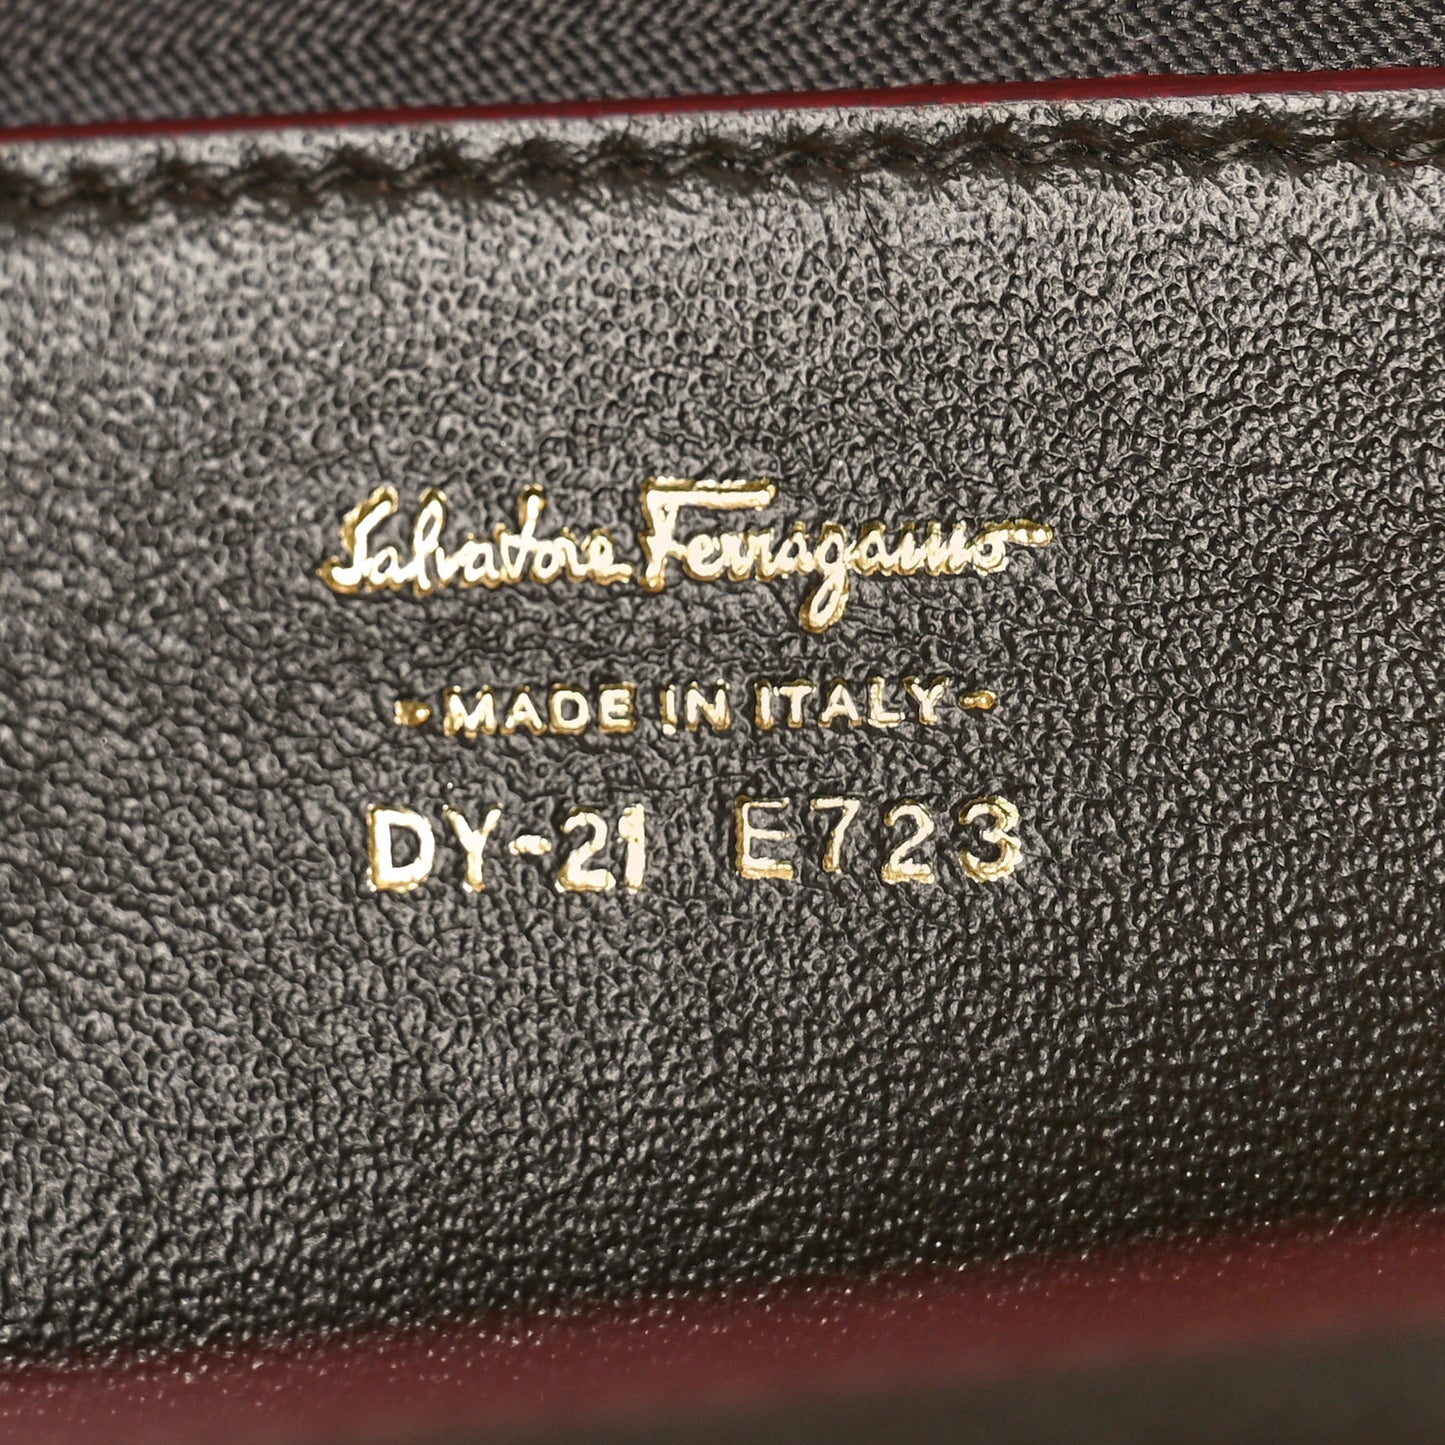 Salvatore Ferragamo
- MADE IN ITALY -
DY-21 E723